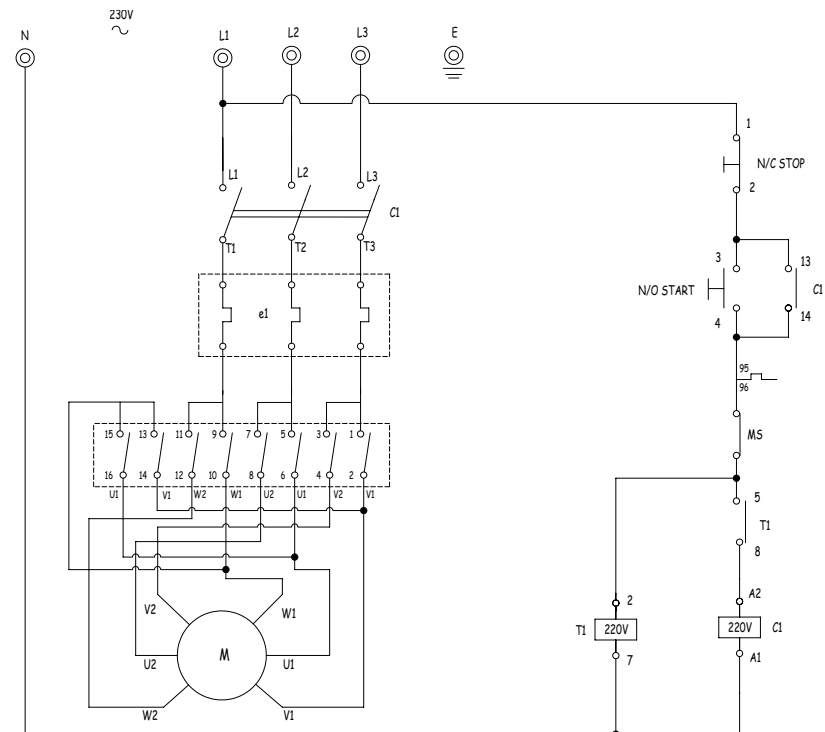 230V
N L1 L2 L3 E
1
N/C STOP
2
L1 L2 L3
C1
T1 T2 T3
3 13
N/O START C1
4 14
e1
95
96
MS
15 13 11 9 7 5 3 1
16 14 12 10 8 6 4 2
U1 V1 W2 W1 U2 U1 V2 V1
5
T1
8
V2 W1
2 A2
T1 220V 220V C1
7 A1
M
U2 U1
W2 V1